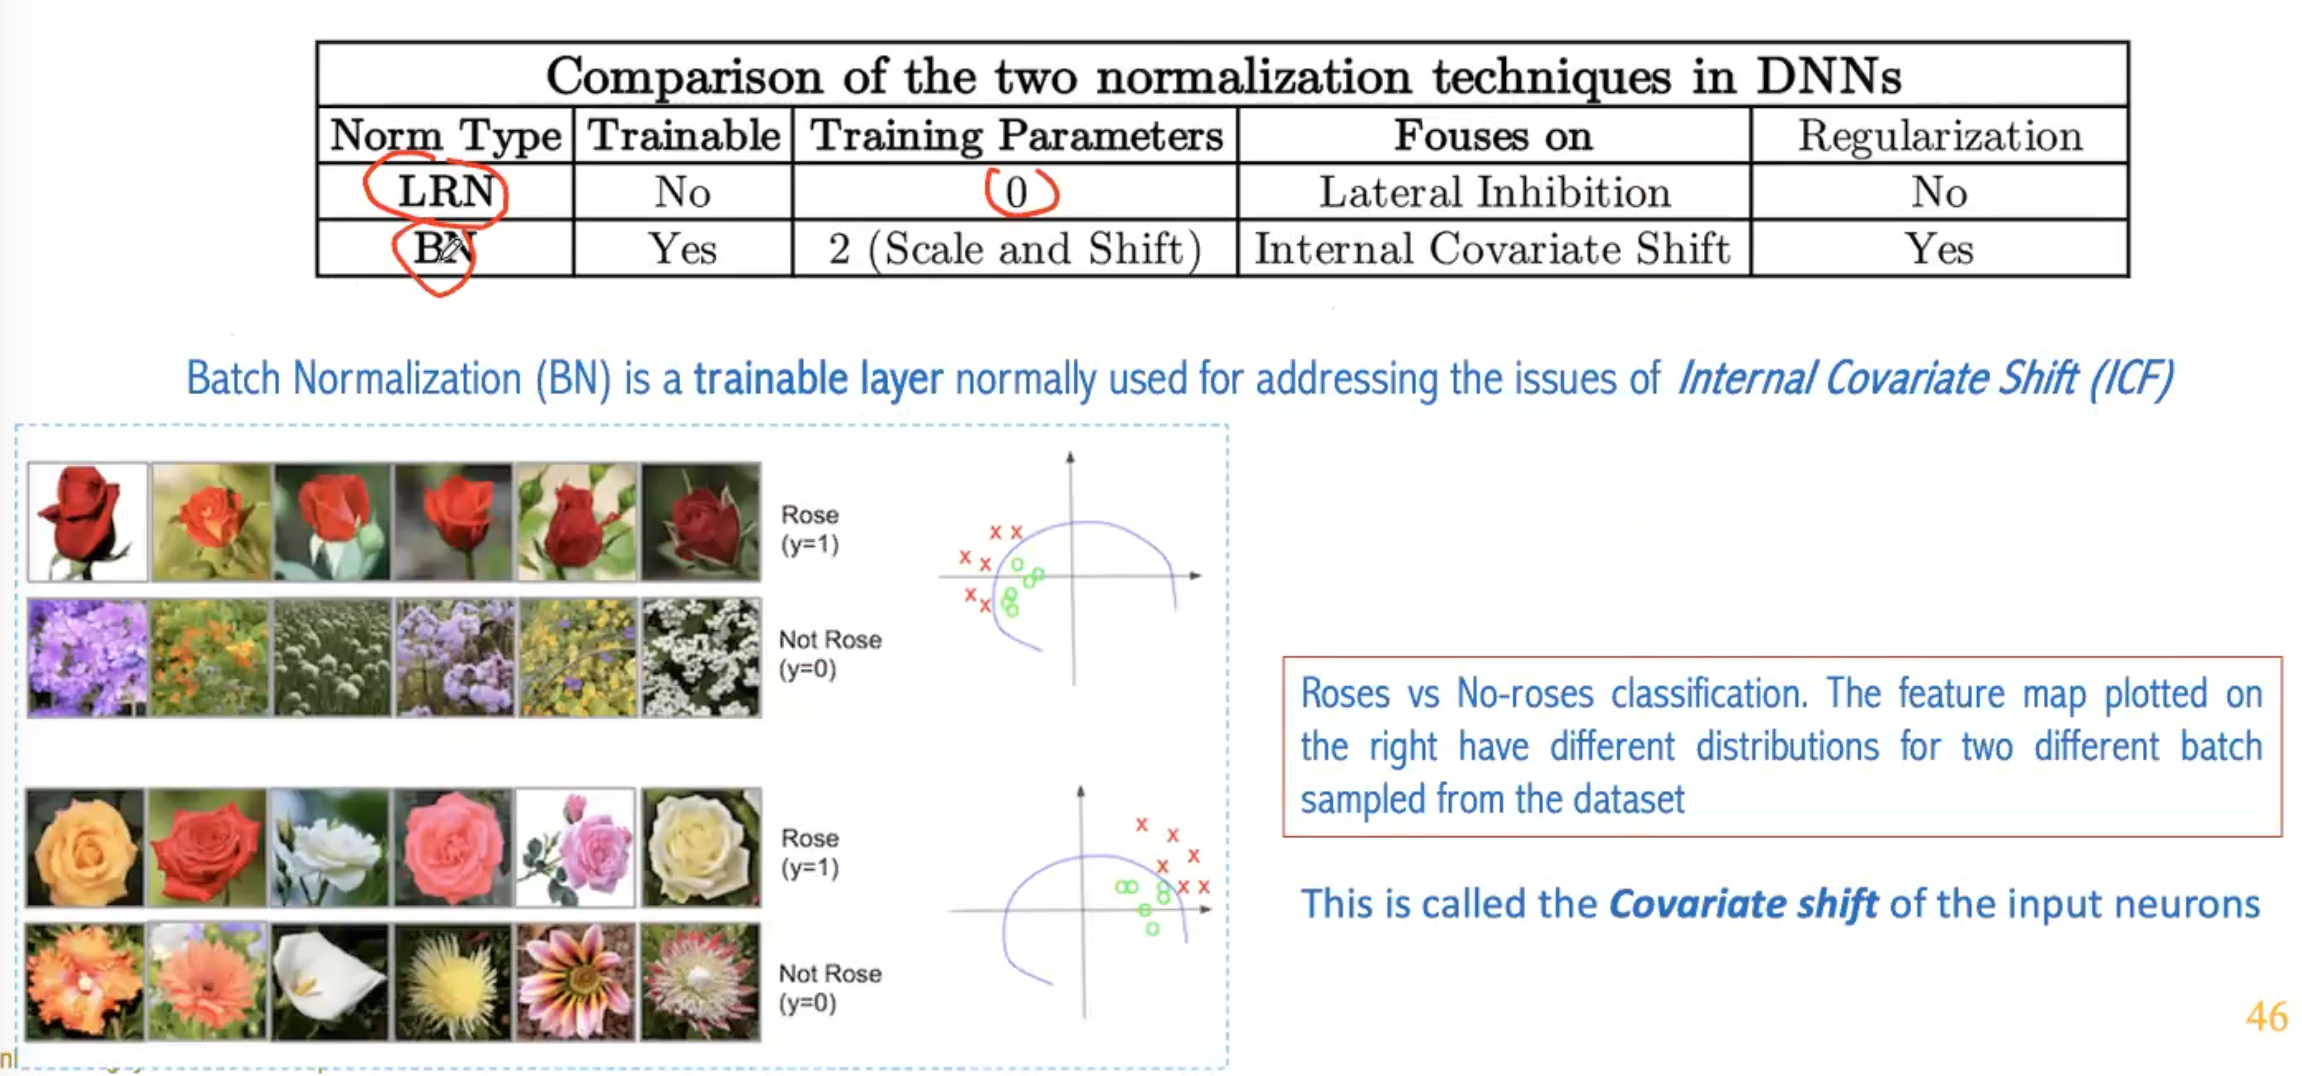 Comparison of the two normalization techniques in DNNs
Norm Type Trainable Training Parameters Fouses on Regularization
LRN No 0 Lateral Inhibition No
BN Yes 2 (Scale and Shift) Internal Covariate Shift Yes
Batch Normalization (BN) is a trainable layer normally used for addressing the issues of Internal Covariate Shift (ICF)
Rose
(y=1)
Not Rose
(y=0)
Rose
(y=1)
Not Rose
(y=0)
Roses vs No-roses classification. The feature map plotted on
the right have different distributions for two different batch
sampled from the dataset
This is called the Covariate shift of the input neurons
46